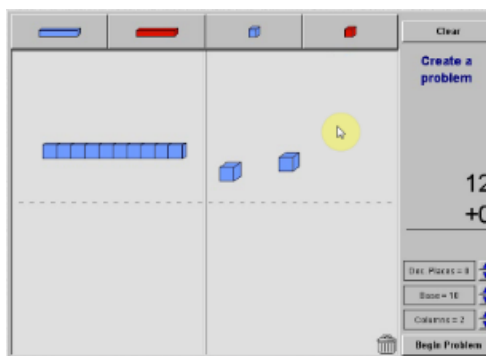 Clear
Create a
problem
12
+0
Dec. Places = 0
Base = 10
Columns = 2
Begin Problem